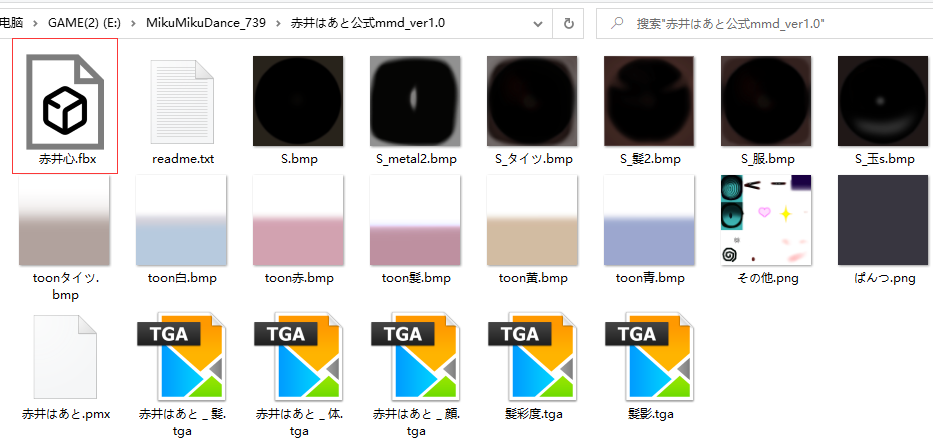 电脑 › GAME(2) (E:) › MikuMikuDance_739 › 赤井はあと公式mmd_ver1.0
搜索"赤井はあと公式mmd_ver1.0"
赤井心.fbx
readme.txt
S.bmp
S_metal2.bmp
S_タイツ.bmp
S_髪2.bmp
S_服.bmp
S_玉s.bmp
toonタイツ.
bmp
toon白.bmp
toon赤.bmp
toon髪.bmp
toon黄.bmp
toon青.bmp
その他.png
ぱんつ.png
赤井はあと.pmx
TGA
赤井はあと _ 髪.
tga
TGA
赤井はあと _ 体.
tga
TGA
赤井はあと _ 顔.
tga
TGA
髪彩度.tga
TGA
髪影.tga